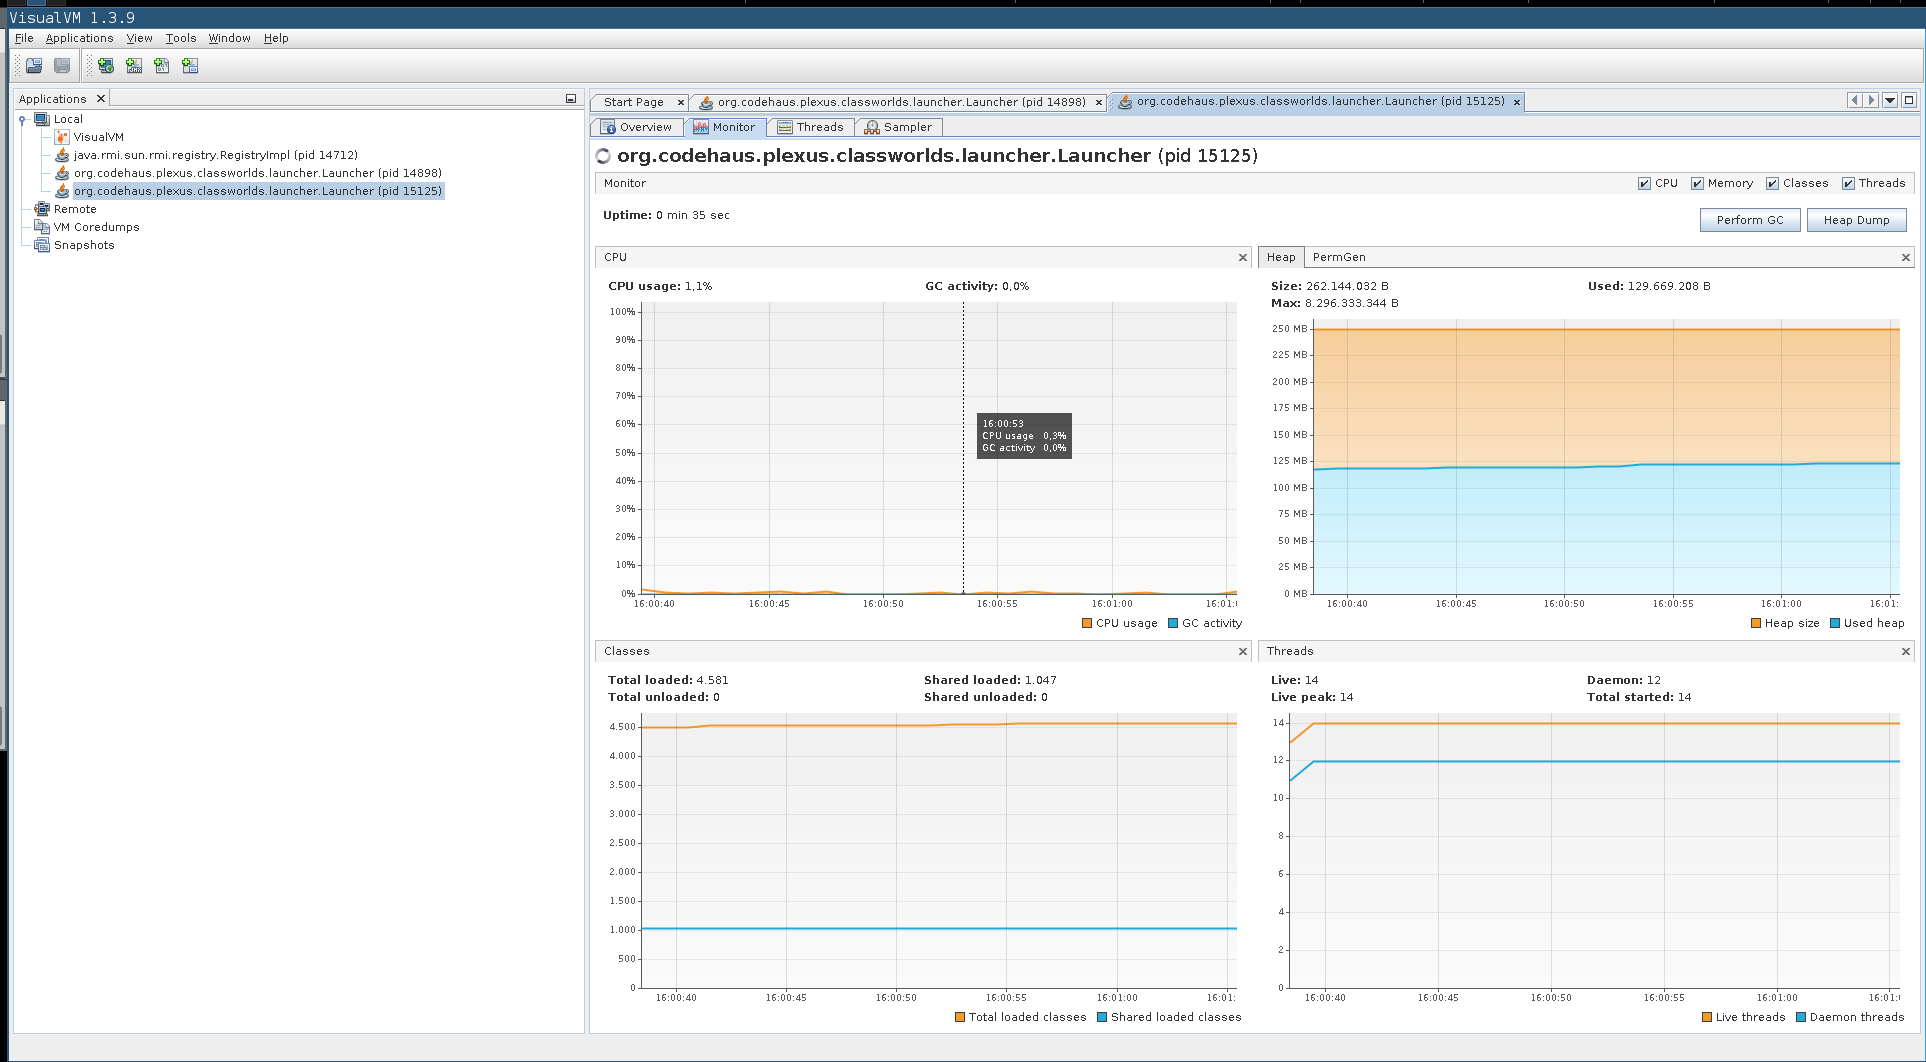 VisualVM 1.3.9
File Applications View Tools Window Help
Applications
Local
VisualVM
java.rmi.sun.rmi.registry.RegistryImpl (pid 14712)
org.codehaus.plexus.classworlds.launcher.Launcher (pid 14898)
org.codehaus.plexus.classworlds.launcher.Launcher (pid 15125)
Remote
VM Coredumps
Snapshots
Start Page org.codehaus.plexus.classworlds.launcher.Launcher (pid 14898) org.codehaus.plexus.classworlds.launcher.Launcher (pid 15125)
Overview Monitor Threads Sampler
org.codehaus.plexus.classworlds.launcher.Launcher (pid 15125)
Monitor CPU Memory Classes Threads
Uptime: 0 min 35 sec
Perform GC Heap Dump
CPU
CPU usage: 1,1% GC activity: 0,0%
100%
90%
80%
70%
60%
50%
40%
30%
20%
10%
0%
16:00:53
CPU usage 0,3%
GC activity 0,0%
16:00:40 16:00:45 16:00:50 16:00:55 16:01:00 16:01:
CPU usage GC activity
Heap PermGen
Size: 262.144.032 B Used: 129.669.208 B
Max: 8.296.333.344 B
250 MB
225 MB
200 MB
175 MB
150 MB
125 MB
100 MB
75 MB
50 MB
25 MB
0 MB
16:00:40 16:00:45 16:00:50 16:00:55 16:01:00 16:01:
Heap size Used heap
Classes
Total loaded: 4.581 Shared loaded: 1.047
Total unloaded: 0 Shared unloaded: 0
4.500
4.000
3.500
3.000
2.500
2.000
1.500
1.000
500
0
16:00:40 16:00:45 16:00:50 16:00:55 16:01:00 16:01:
Total loaded classes Shared loaded classes
Threads
Live: 14 Daemon: 12
Live peak: 14 Total started: 14
14
12
10
8
6
4
2
0
16:00:40 16:00:45 16:00:50 16:00:55 16:01:00 16:01:
Live threads Daemon threads